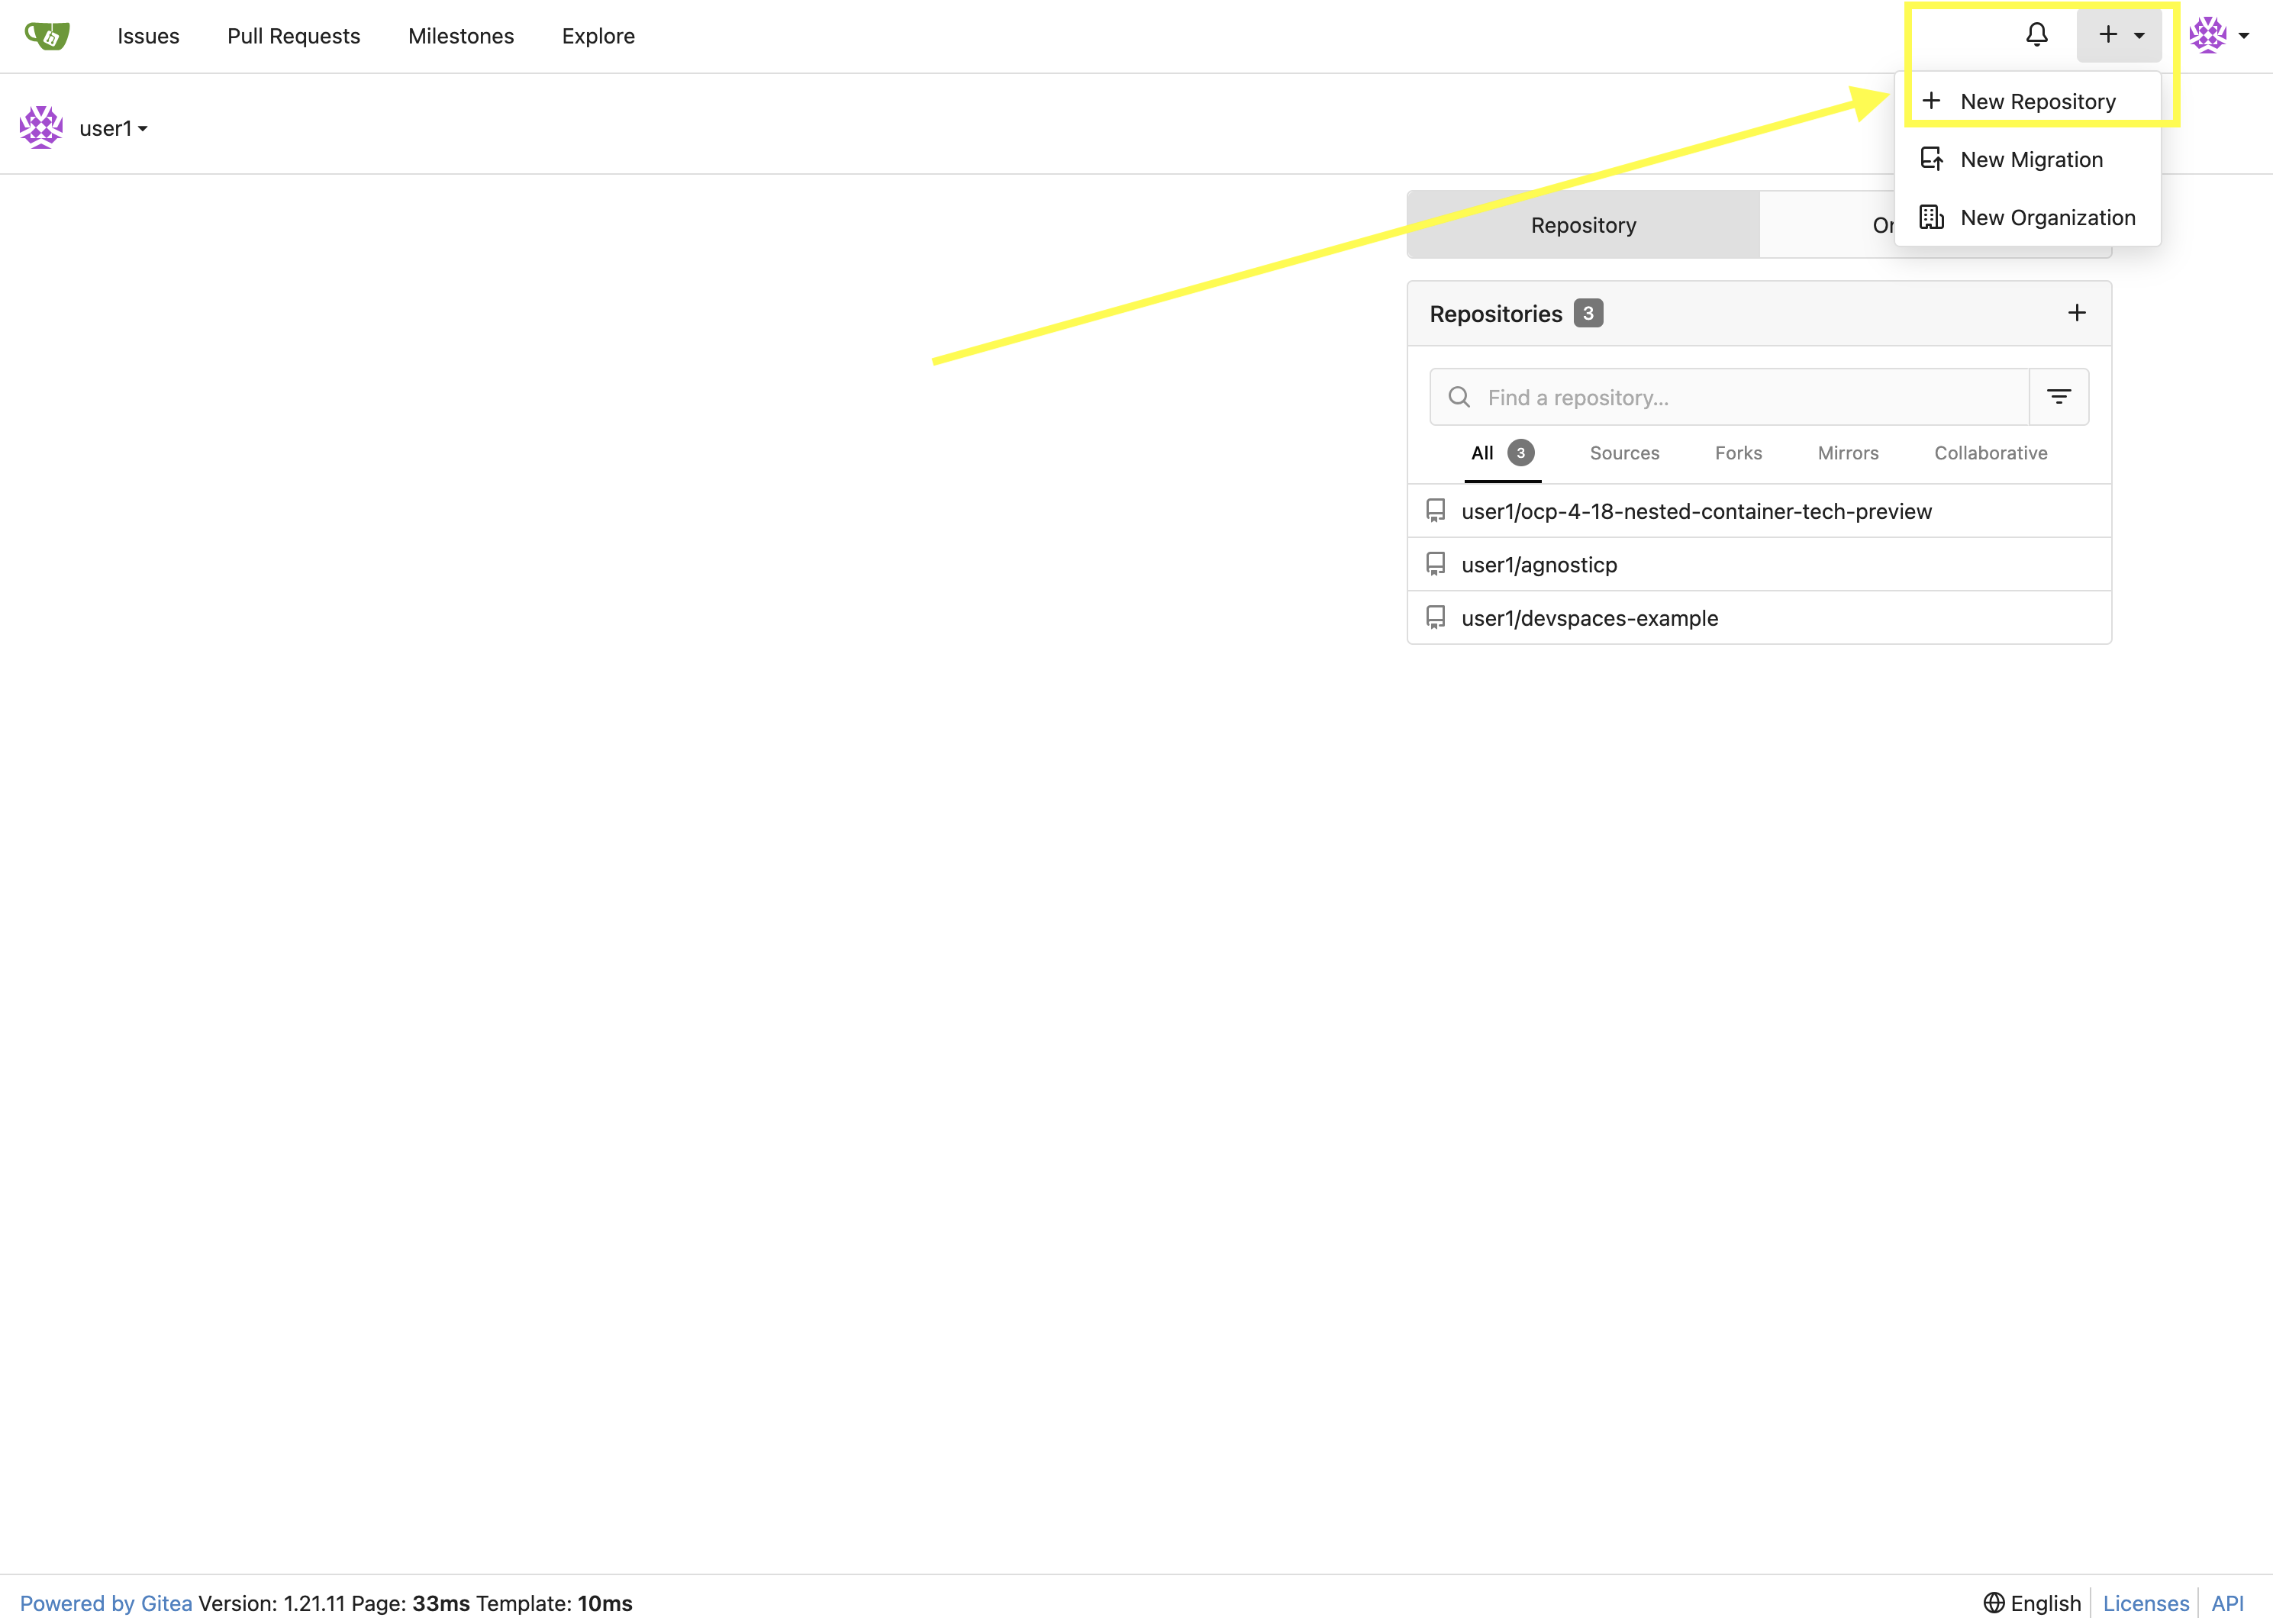 Issues Pull Requests Milestones Explore
user1
New Repository
New Migration
New Organization
Repository
Repositories 3
Find a repository...
All 3 Sources Forks Mirrors Collaborative
user1/ocp-4-18-nested-container-tech-preview
user1/agnosticp
user1/devspaces-example
Powered by Gitea Version: 1.21.11 Page: 33ms Template: 10ms
English Licenses API